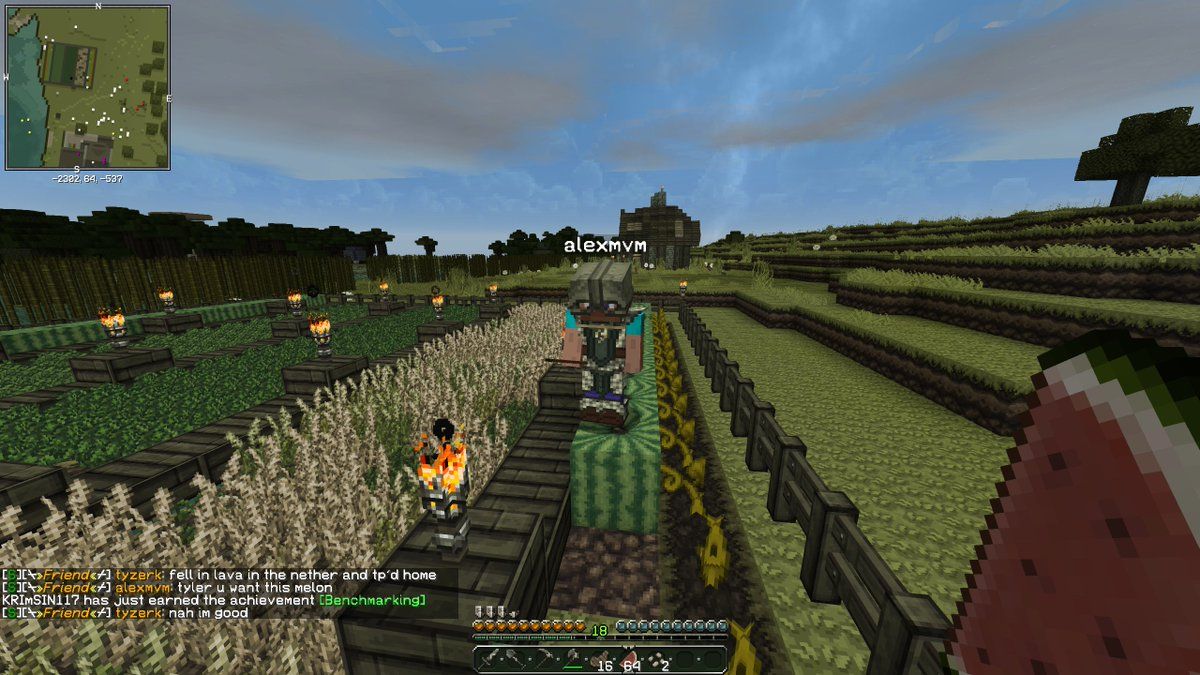 N
W
E
S
-2302, 64, -537
alexmvm
[S][⚒»Friend«⚒] tyzerk: fell in lava in the nether and tp'd home
[S][⚒»Friend«⚒] alexmvm: tyler u want this melon
KRImSIN117 has just earned the achievement [Benchmarking]
[S][⚒»Friend«⚒] tyzerk: nah im good
18
16 64 2